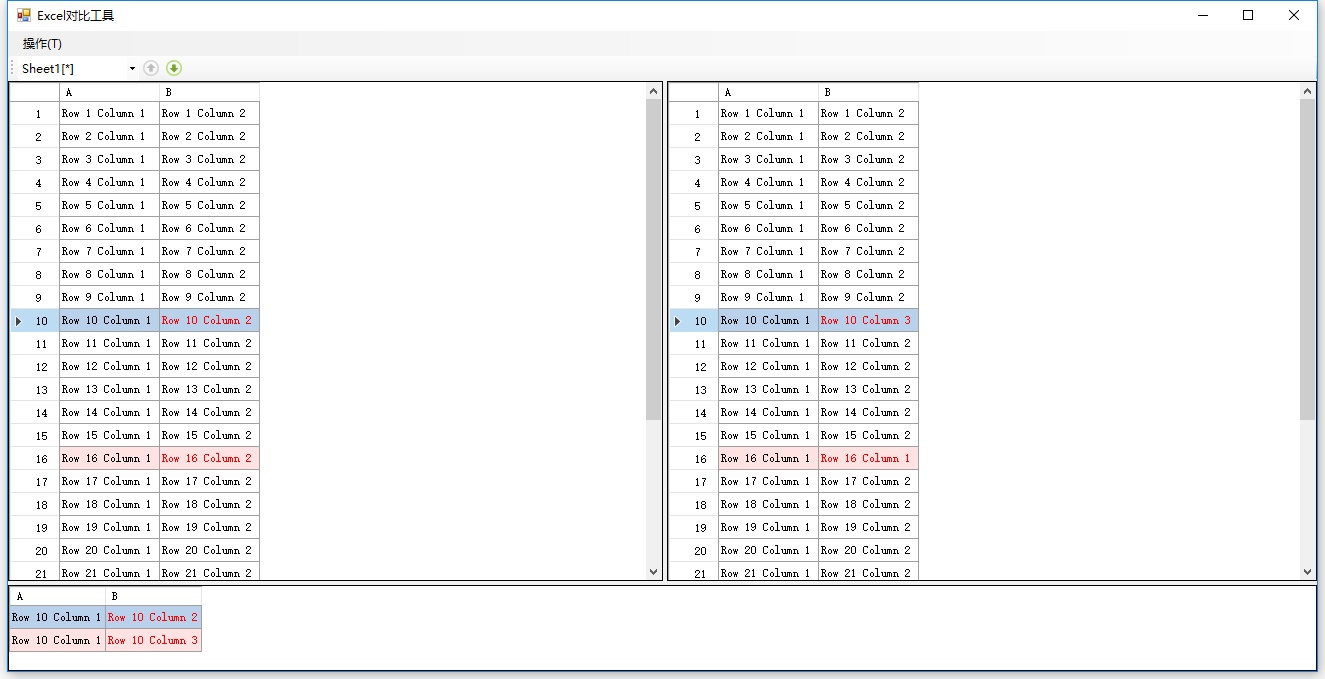 Excel对比工具
操作(T)
Sheet1[*]
A B A B
1 Row 1 Column 1 Row 1 Column 2 1 Row 1 Column 1 Row 1 Column 2
2 Row 2 Column 1 Row 2 Column 2 2 Row 2 Column 1 Row 2 Column 2
3 Row 3 Column 1 Row 3 Column 2 3 Row 3 Column 1 Row 3 Column 2
4 Row 4 Column 1 Row 4 Column 2 4 Row 4 Column 1 Row 4 Column 2
5 Row 5 Column 1 Row 5 Column 2 5 Row 5 Column 1 Row 5 Column 2
6 Row 6 Column 1 Row 6 Column 2 6 Row 6 Column 1 Row 6 Column 2
7 Row 7 Column 1 Row 7 Column 2 7 Row 7 Column 1 Row 7 Column 2
8 Row 8 Column 1 Row 8 Column 2 8 Row 8 Column 1 Row 8 Column 2
9 Row 9 Column 1 Row 9 Column 2 9 Row 9 Column 1 Row 9 Column 2
10 Row 10 Column 1 Row 10 Column 2 10 Row 10 Column 1 Row 10 Column 3
11 Row 11 Column 1 Row 11 Column 2 11 Row 11 Column 1 Row 11 Column 2
12 Row 12 Column 1 Row 12 Column 2 12 Row 12 Column 1 Row 12 Column 2
13 Row 13 Column 1 Row 13 Column 2 13 Row 13 Column 1 Row 13 Column 2
14 Row 14 Column 1 Row 14 Column 2 14 Row 14 Column 1 Row 14 Column 2
15 Row 15 Column 1 Row 15 Column 2 15 Row 15 Column 1 Row 15 Column 2
16 Row 16 Column 1 Row 16 Column 2 16 Row 16 Column 1 Row 16 Column 1
17 Row 17 Column 1 Row 17 Column 2 17 Row 17 Column 1 Row 17 Column 2
18 Row 18 Column 1 Row 18 Column 2 18 Row 18 Column 1 Row 18 Column 2
19 Row 19 Column 1 Row 19 Column 2 19 Row 19 Column 1 Row 19 Column 2
20 Row 20 Column 1 Row 20 Column 2 20 Row 20 Column 1 Row 20 Column 2
21 Row 21 Column 1 Row 21 Column 2 21 Row 21 Column 1 Row 21 Column 2
A B
Row 10 Column 1 Row 10 Column 2
Row 10 Column 1 Row 10 Column 3